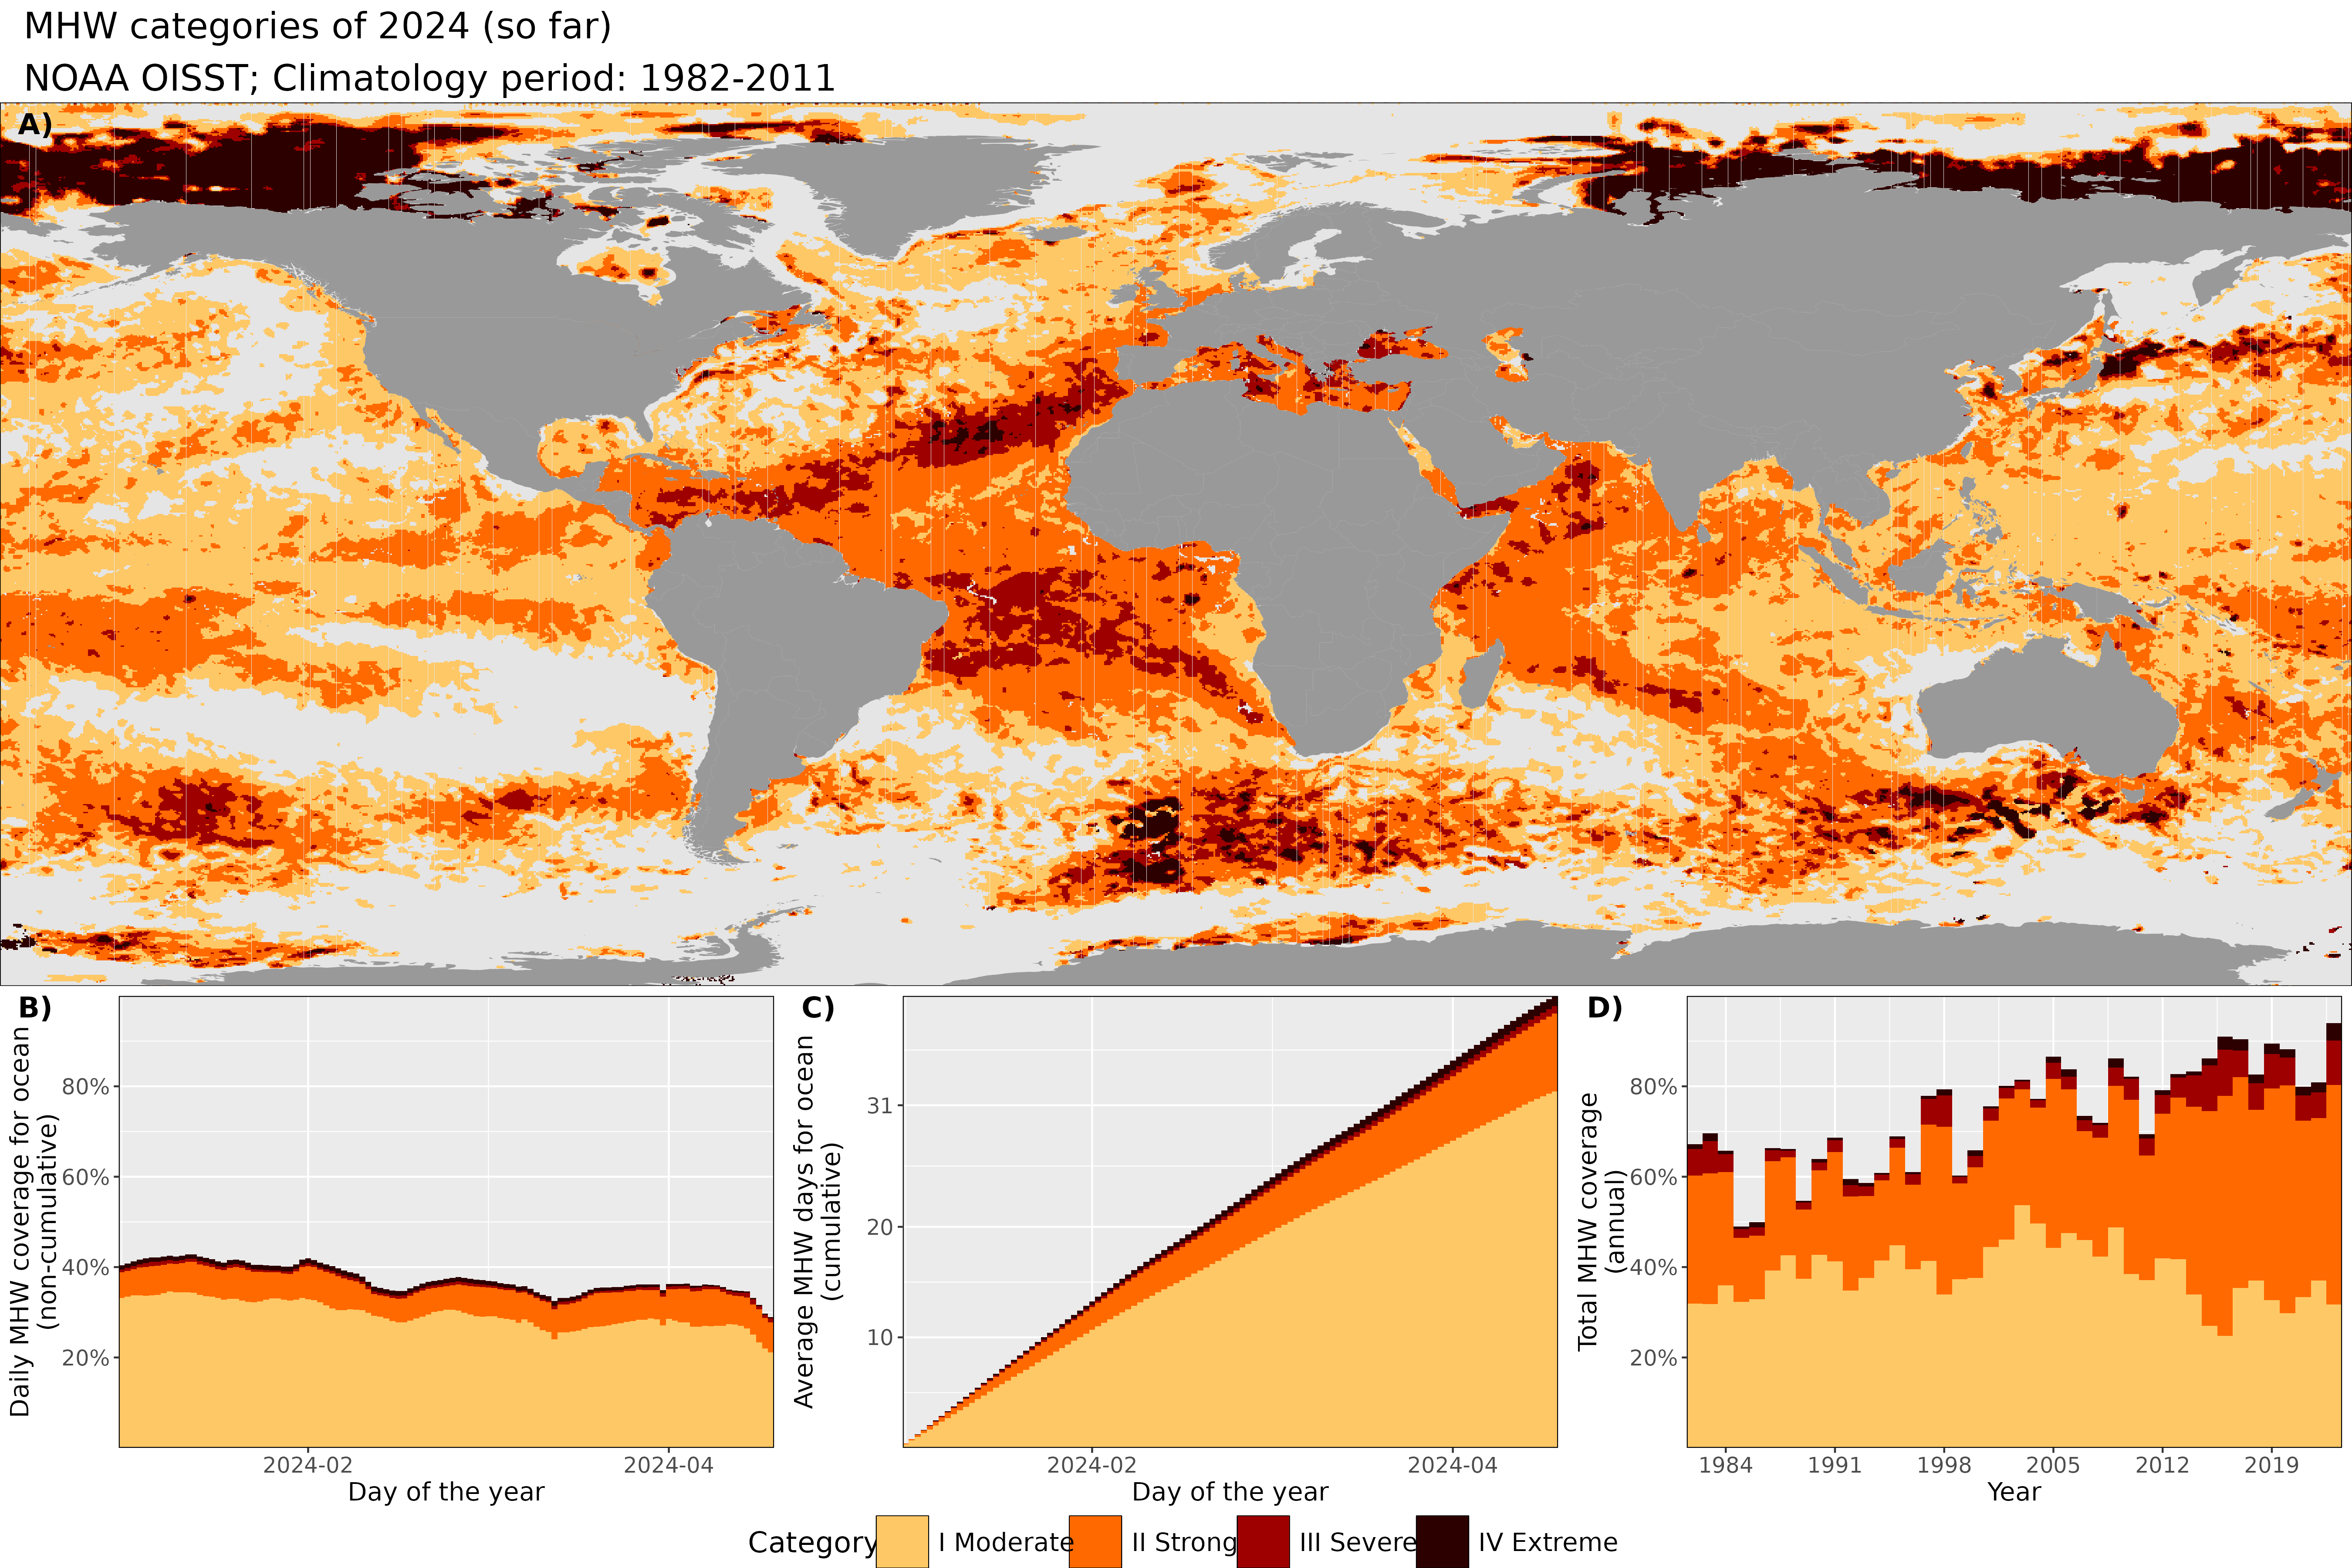 MHW categories of 2024 (so far)
NOAA OISST; Climatology period: 1982-2011
A)
B)
Daily MHW coverage for ocean
(non-cumulative)
80%
60%
40%
20%
2024-02
2024-04
Day of the year
C)
Average MHW days for ocean
(cumulative)
31
20
10
2024-02
2024-04
Day of the year
D)
Total MHW coverage
(annual)
80%
60%
40%
20%
1984
1991
1998
2005
2012
2019
Year
Category
I Moderate
II Strong
III Severe
IV Extreme